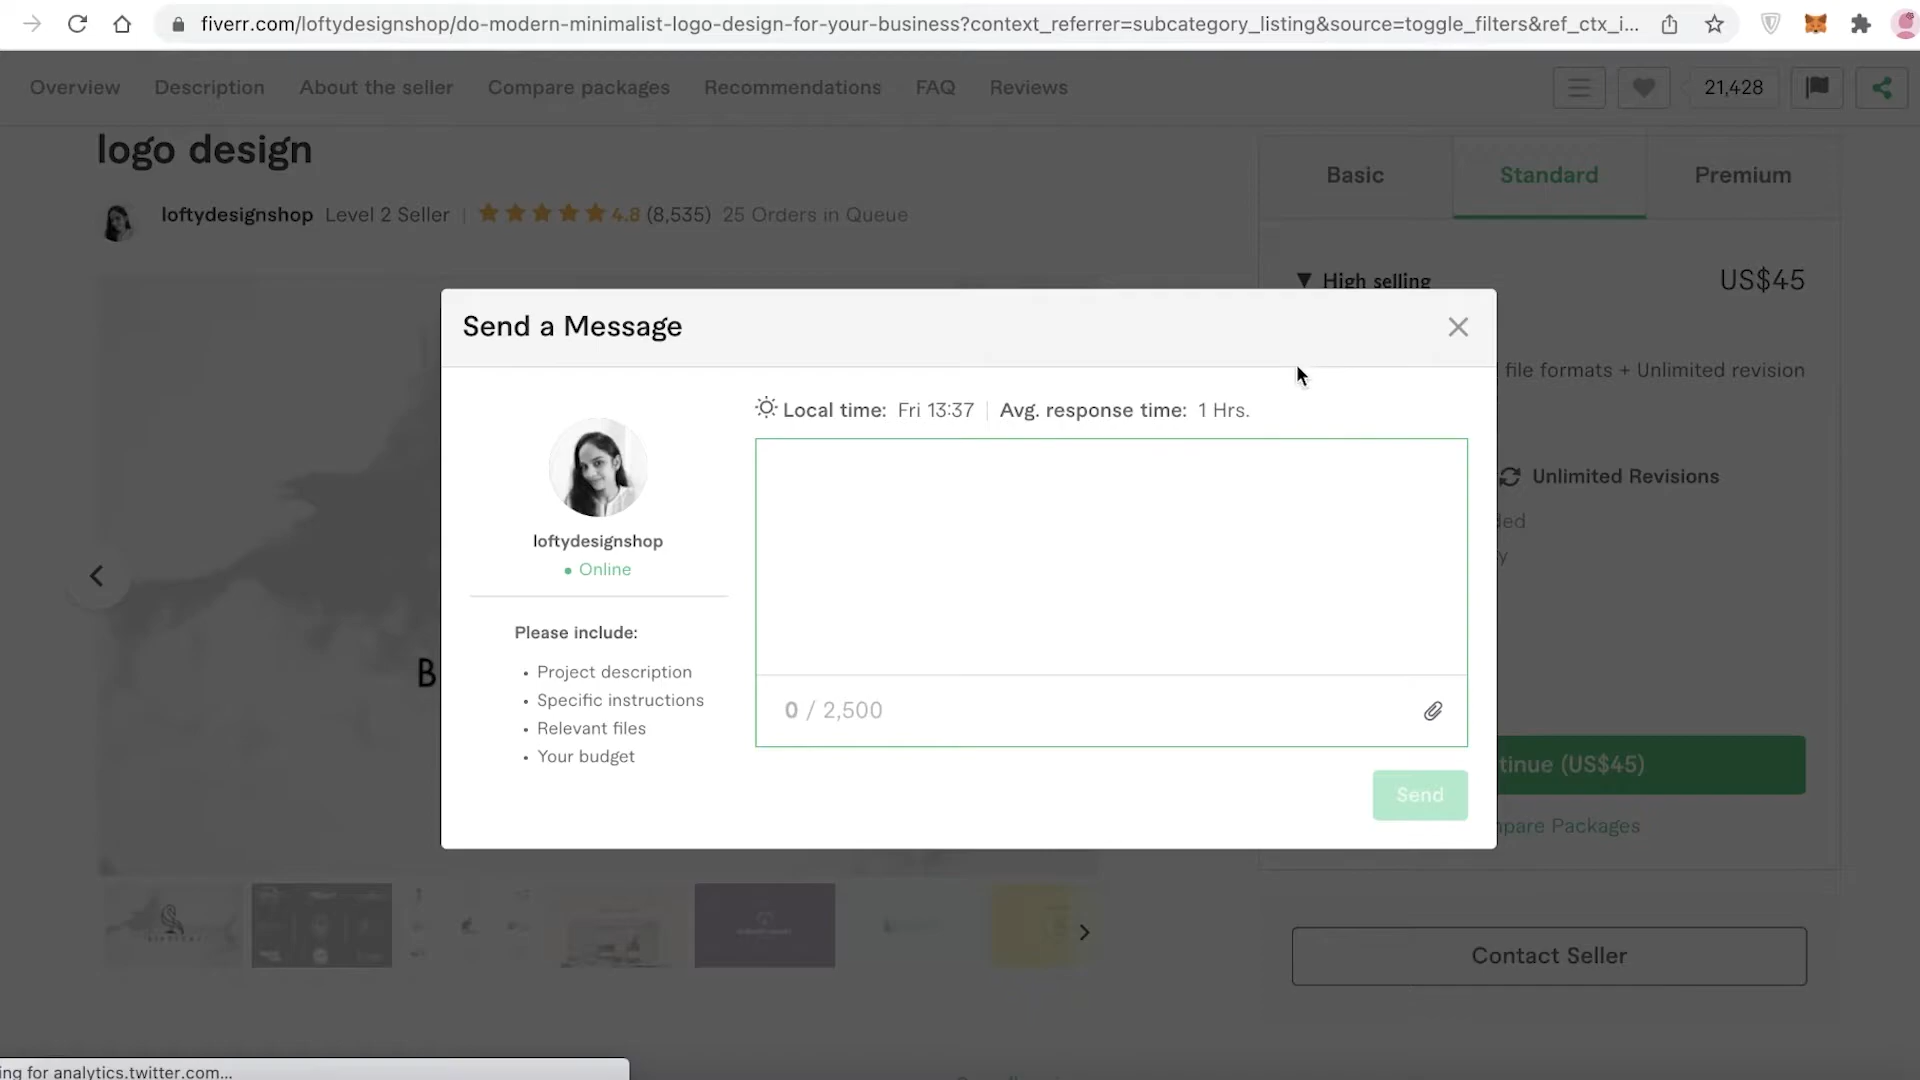 fiverr.com/loftydesignshop/do-modern-minimalist-logo-design-for-your-business?context_referrer=subcategory_listing&source=toggle_filters&ref_ctx_i...
Overview Description About the seller Compare packages Recommendations FAQ Reviews 21,428
logo design
Basic Standard Premium
loftydesignshop Level 2 Seller 4.8 (8,535) 25 Orders in Queue
High selling US$45
Send a Message
file formats + Unlimited revision
Local time: Fri 13:37 Avg. response time: 1 Hrs.
Unlimited Revisions
loftydesignshop
• Online
Please include:
• Project description
• Specific instructions
• Relevant files
• Your budget
B
0 / 2,500
tinue (US$45)
Send
mpare Packages
Contact Seller
ing for analytics.twitter.com...